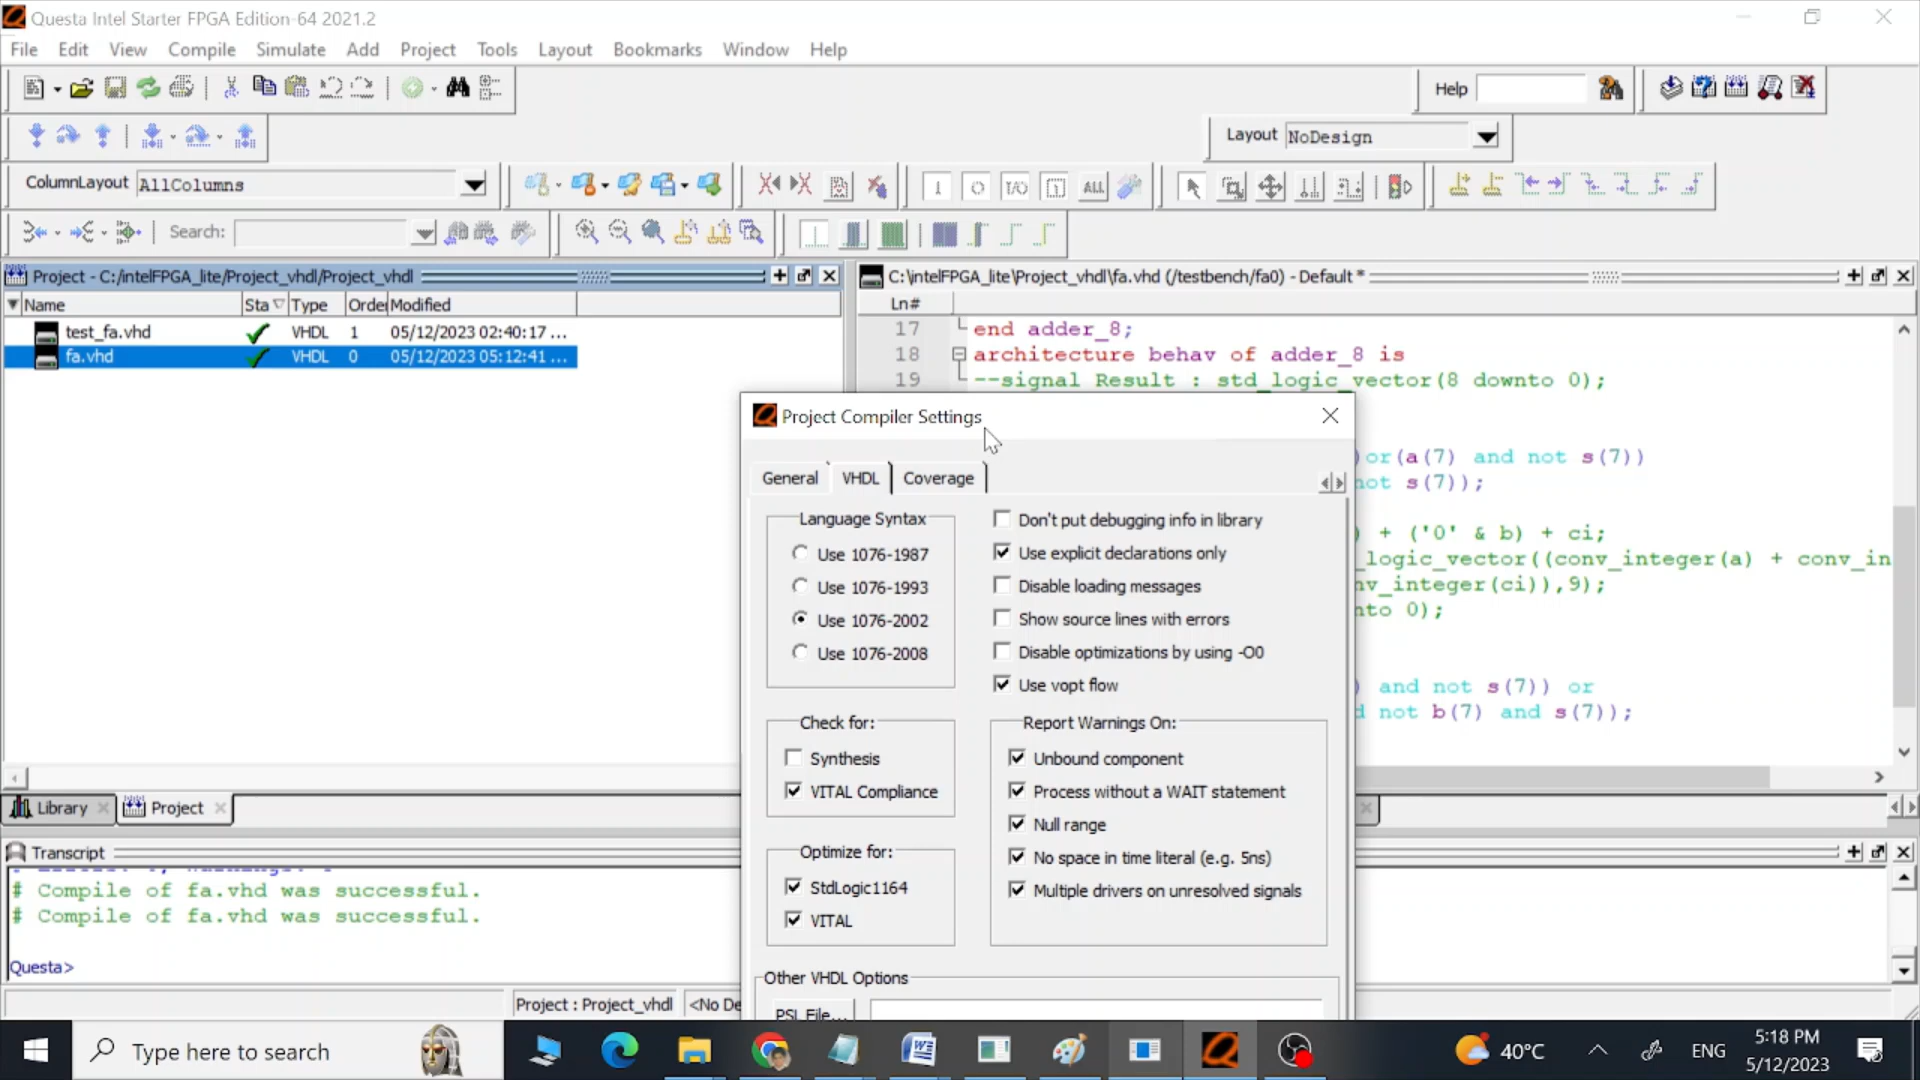 Questa Intel Starter FPGA Edition-64 2021.2
File Edit View Compile Simulate Add Project Tools Layout Bookmarks Window Help
Help
Layout NoDesign
ColumnLayout AllColumns
I/O ALL
Search:
Project - C:/intelFPGA_lite/Project_vhdl/Project_vhdl
Name Sta Type Order Modified
test_fa.vhd VHDL 1 05/12/2023 02:40:17 ...
fa.vhd VHDL 0 05/12/2023 05:12:41 ...
C:\intelFPGA_lite\Project_vhdl\fa.vhd (/testbench/fa0) - Default *
Ln#
17 end adder_8;
18 architecture behav of adder_8 is
19 --signal Result : std_logic_vector(8 downto 0);
or(a(7) and not s(7))
not s(7));
) + ('0' & b) + ci;
logic_vector((conv_integer(a) + conv_in
nv_integer(ci)),9);
nto 0);
) and not s(7)) or
d not b(7) and s(7));
Project Compiler Settings
General VHDL Coverage
Language Syntax
Use 1076-1987
Use 1076-1993
Use 1076-2002
Use 1076-2008
Don't put debugging info in library
Use explicit declarations only
Disable loading messages
Show source lines with errors
Disable optimizations by using -O0
Use vopt flow
Check for:
Synthesis
VITAL Compliance
Report Warnings On:
Unbound component
Process without a WAIT statement
Null range
No space in time literal (e.g. 5ns)
Multiple drivers on unresolved signals
Optimize for:
StdLogic1164
VITAL
Other VHDL Options
PSL File...
Library Project
Transcript
# Compile of fa.vhd was successful.
# Compile of fa.vhd was successful.
Questa>
Project : Project_vhdl <No De
Type here to search
40°C ENG 5:18 PM
5/12/2023